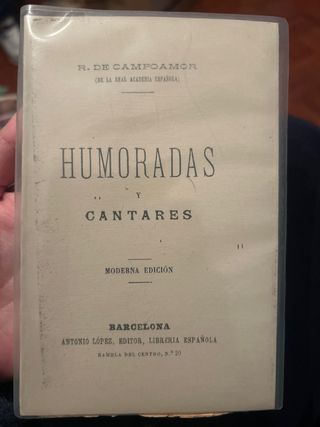 R. DE CAMPOAMOR
(DE LA REAL ACADEMIA ESPAÑOLA)
HUMORADAS
Y
CANTARES
MODERNA EDICIÓN
BARCELONA
ANTONIO LÓPEZ, EDITOR, LIBRERIA ESPAÑOLA
RAMBLA DEL CENTRO, N.º 20